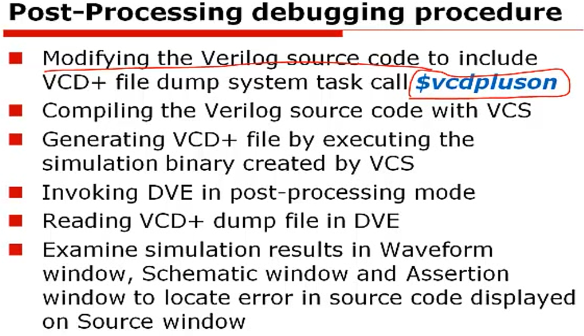 Post-Processing debugging procedure
Modifying the Verilog source code to include
VCD+ file dump system task call $vcdpluson
Compiling the Verilog source code with VCS
Generating VCD+ file by executing the
simulation binary created by VCS
Invoking DVE in post-processing mode
Reading VCD+ dump file in DVE
Examine simulation results in Waveform
window, Schematic window and Assertion
window to locate error in source code displayed
on Source window